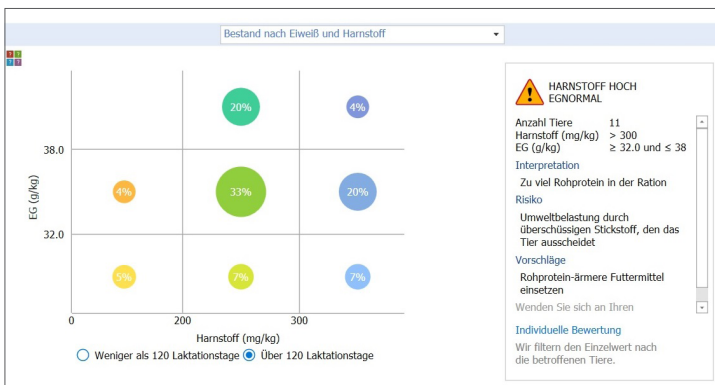 Bestand nach Eiweiß und Harnstoff
? ?
? ?
20%
4%
38.0
4%
33%
20%
EG (g/kg)
32.0
5%
7%
7%
0
200
300
Harnstoff (mg/kg)
Weniger als 120 Laktationstage
Über 120 Laktationstage
HARNSTOFF HOCH
EGNORMAL
Anzahl Tiere 11
Harnstoff (mg/kg) > 300
EG (g/kg) ≥ 32.0 und ≤ 38
Interpretation
Zu viel Rohprotein in der Ration
Risiko
Umweltbelastung durch
überschüssigen Stickstoff, den das
Tier ausscheidet
Vorschläge
Rohprotein-ärmere Futtermittel
einsetzen
Wenden Sie sich an Ihren
Individuelle Bewertung
Wir filtern den Einzelwert nach
die betroffenen Tiere.